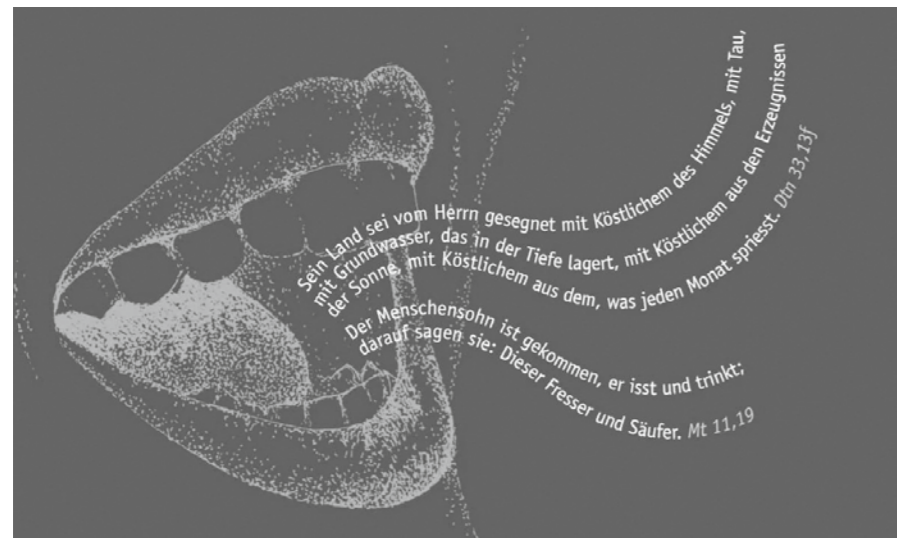 Sein Land sei vom Herrn gesegnet mit Köstlichem des Himmels, mit Tau,
mit Grundwasser, das in der Tiefe lagert, mit Köstlichem aus den Erzeugnissen
der Sonne, mit Köstlichem aus dem, was jeden Monat spriesst. Dtn 33,13f
Der Menschensohn ist gekommen, er isst und trinkt;
darauf sagen sie: Dieser Fresser und Säufer. Mt 11,19